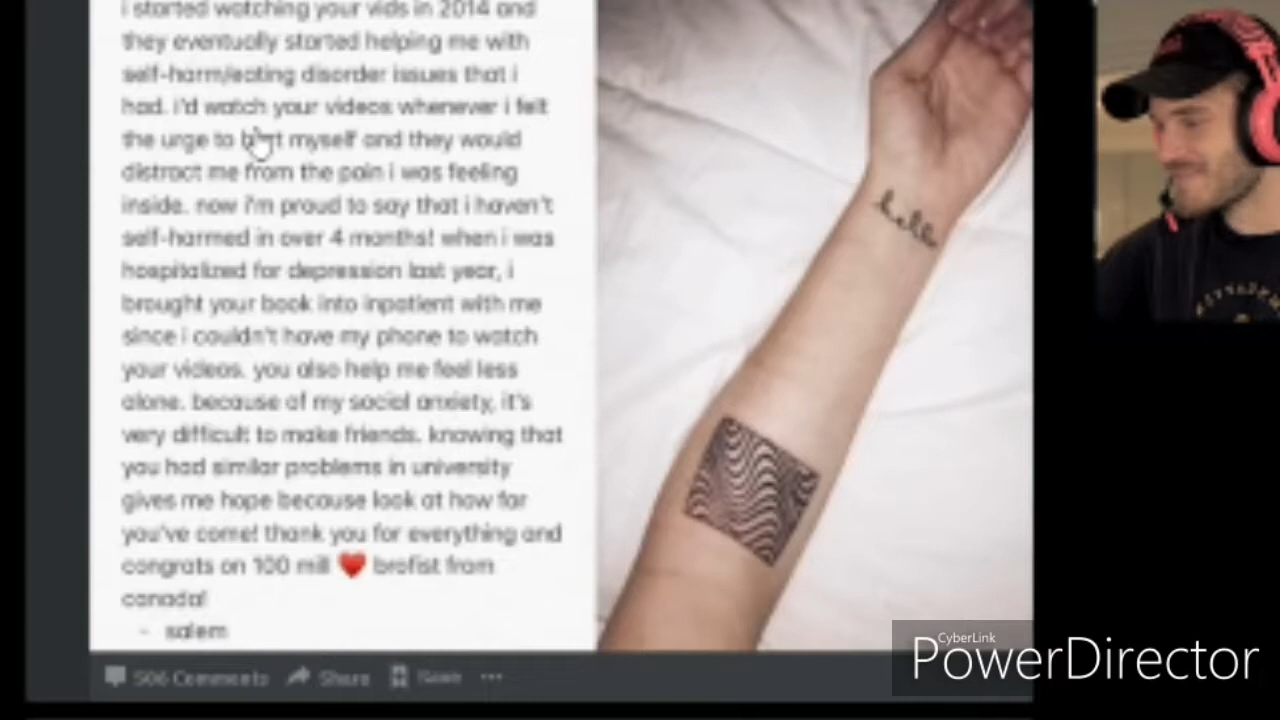 i started watching your vids in 2014 and
they eventually started helping me with
self-harm/eating disorder issues that i
had. i'd watch your videos whenever i felt
the urge to hurt myself and they would
distract me from the pain i was feeling
inside. now i'm proud to say that i haven't
self-harmed in over 4 months! when i was
hospitalized for depression last year, i
brought your book into inpatient with me
since i couldn't have my phone to watch
your videos. you also help me feel less
alone. because of my social anxiety, it's
very difficult to make friends. knowing that
you had similar problems in university
gives me hope because look at how far
you've come! thank you for everything and
congrats on 100 mill ❤️ brofist from
canada!
- salem
hello
506 Comments Share Save ...
CyberLink
PowerDirector